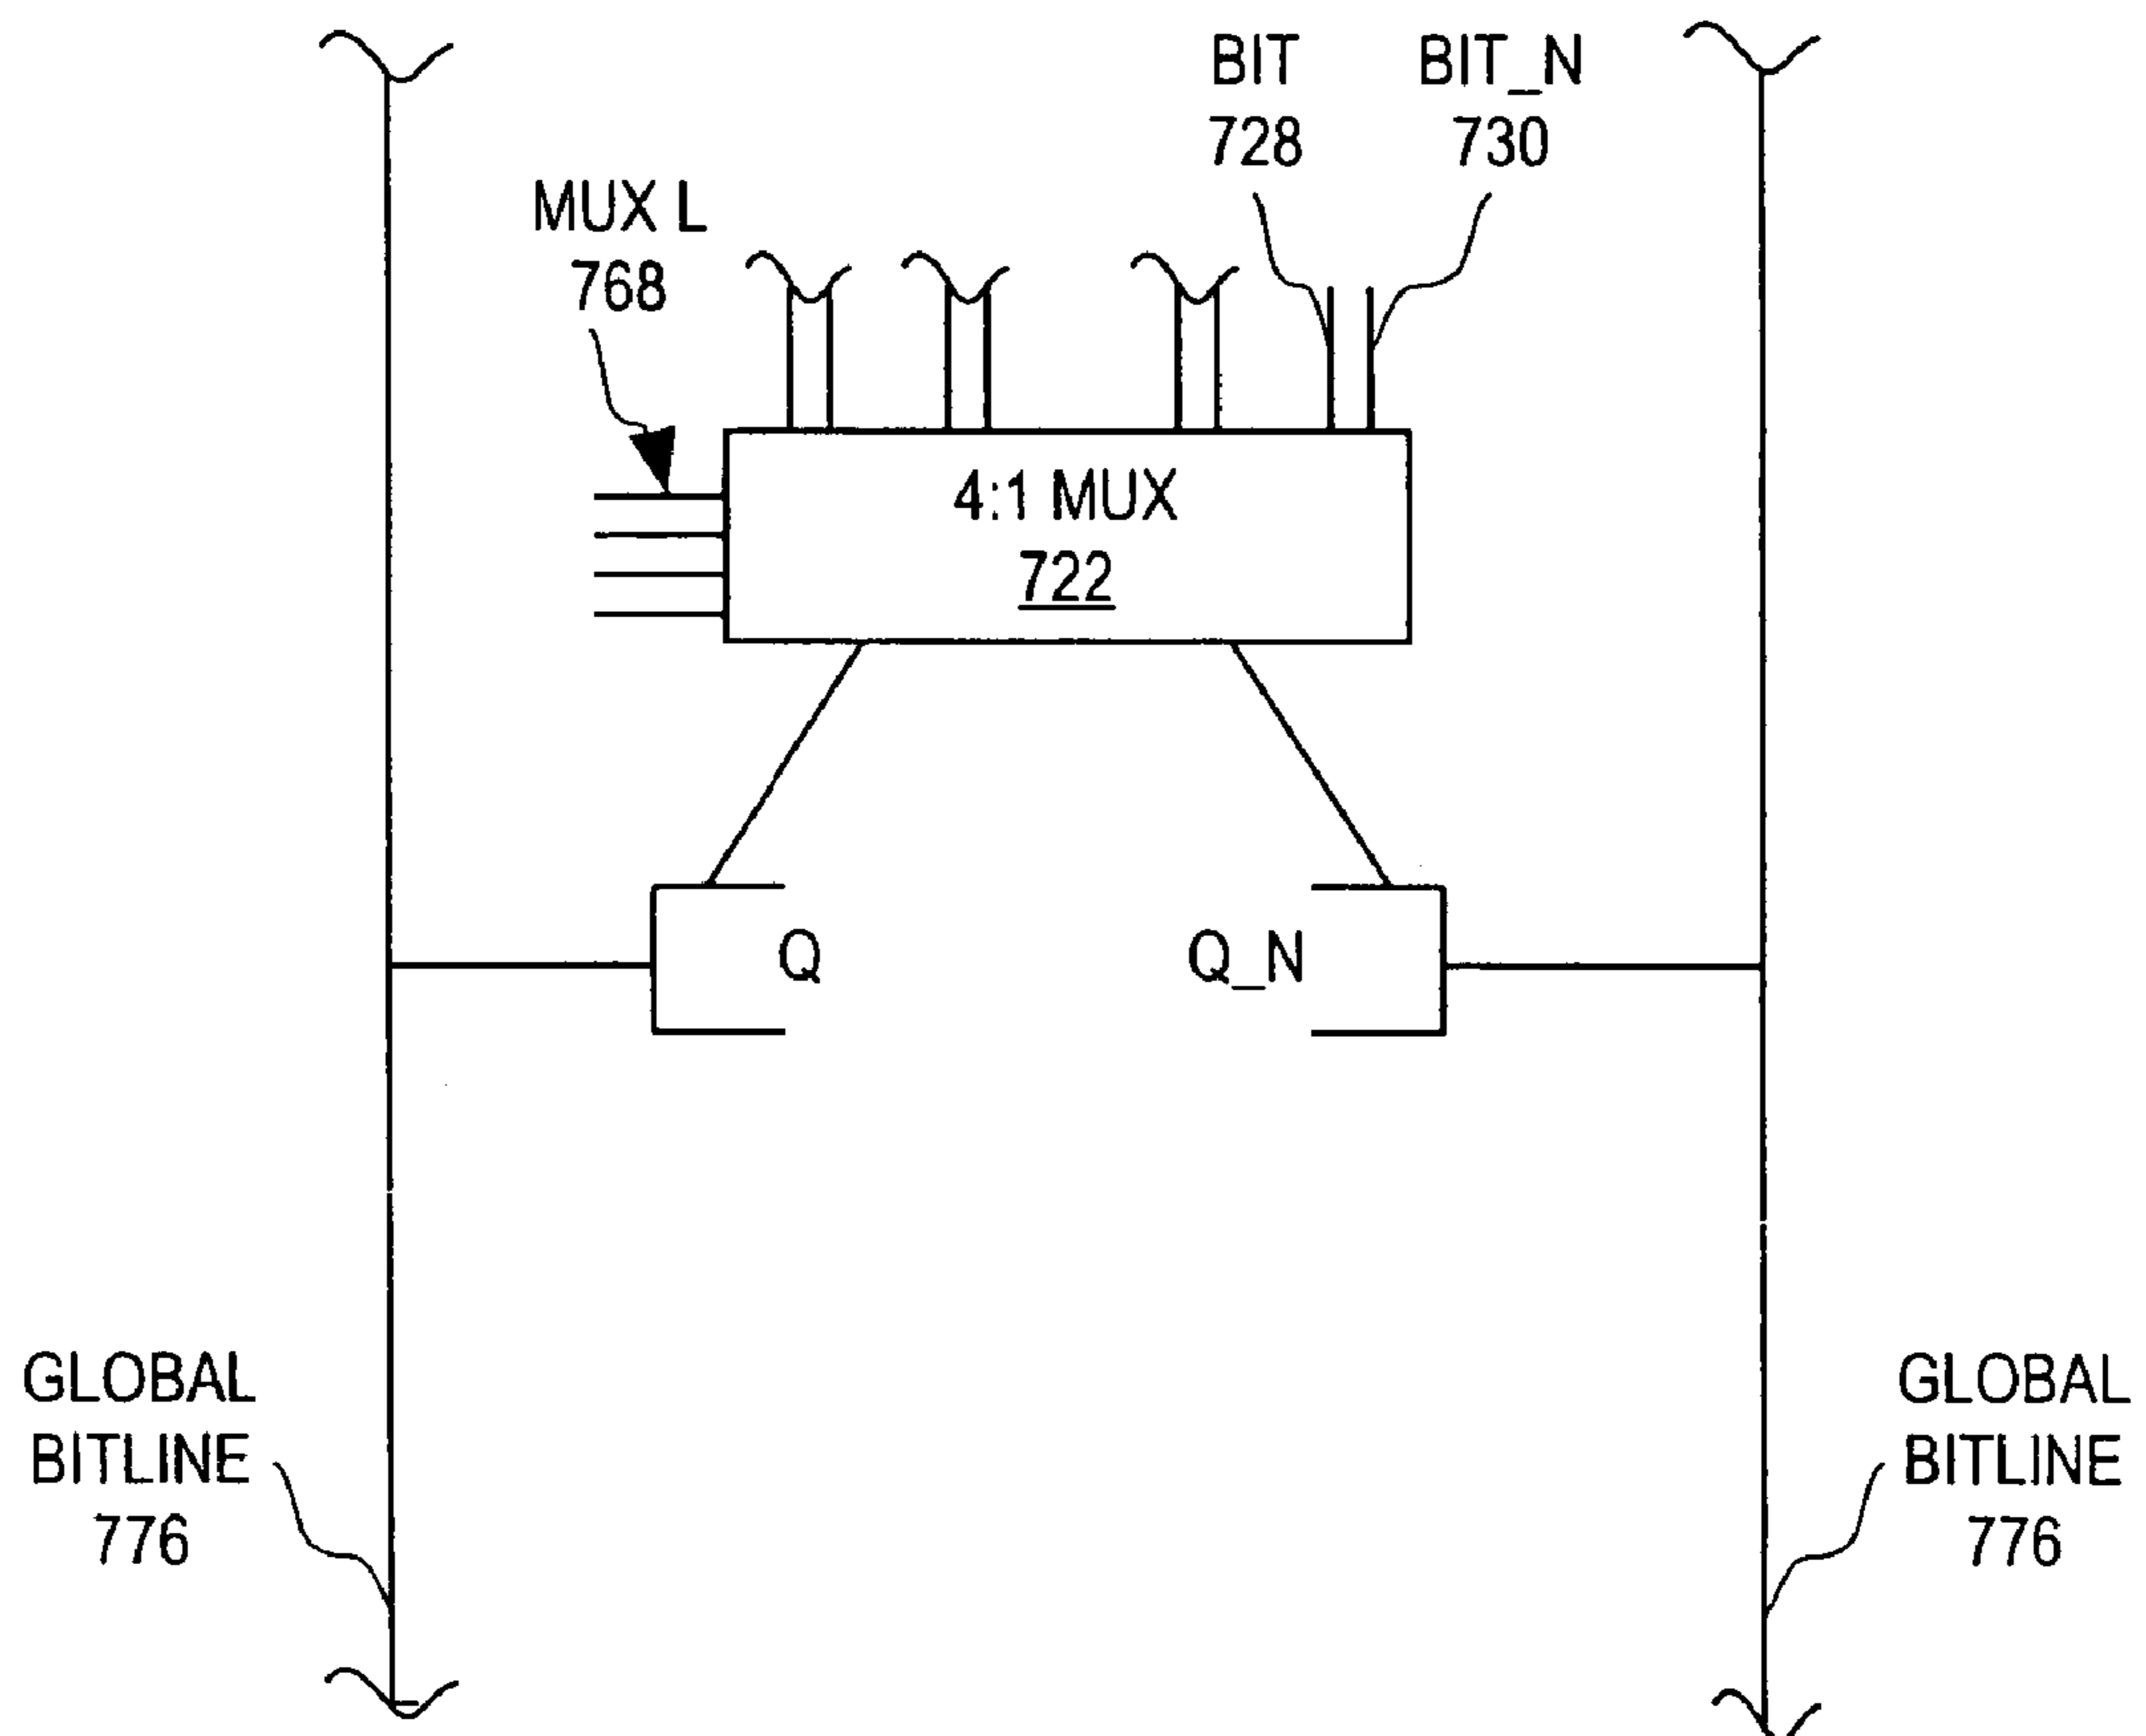 BIT
728
BIT_N
730
MUX L
768
4:1 MUX
722
Q
Q_N
GLOBAL
BITLINE
776
GLOBAL
BITLINE
776